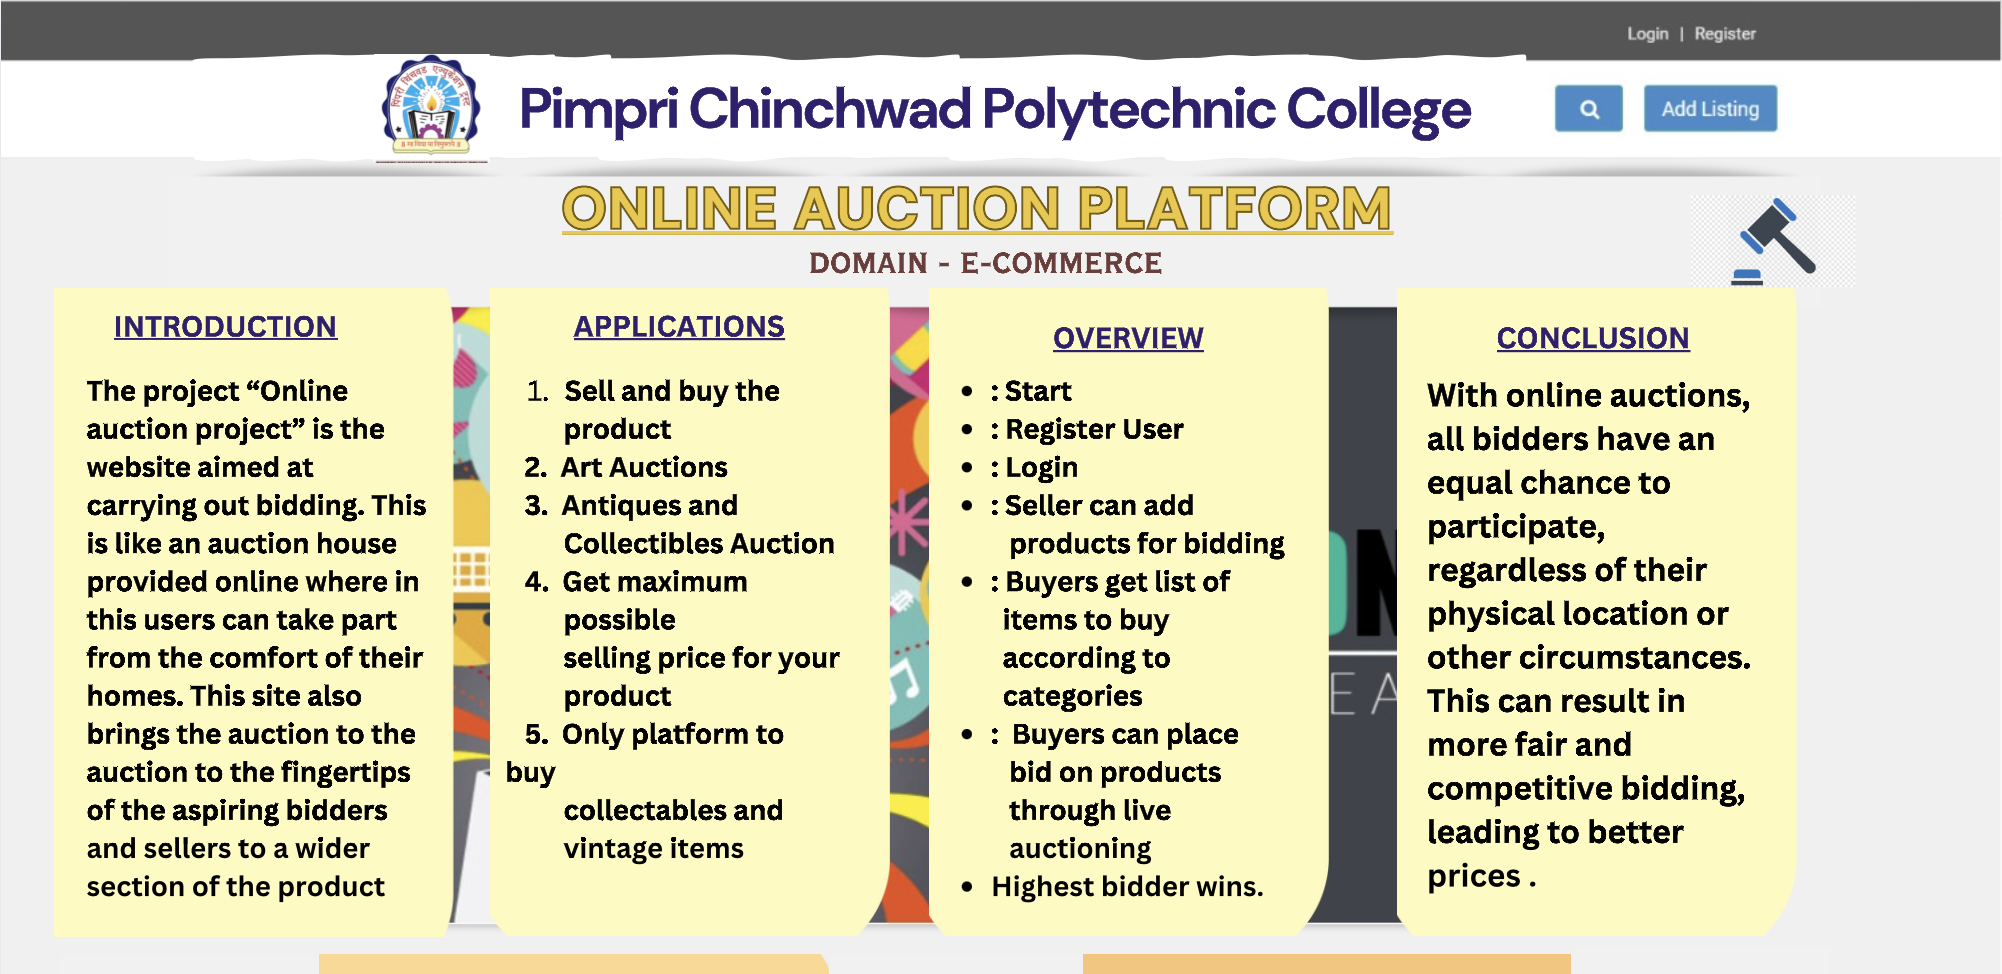 Login | Register
पिंपरी चिंचवड एज्युकेशन ट्रस्ट
॥ सा विद्या या विमुक्तये ॥
Pimpri Chinchwad Polytechnic College
Add Listing
ONLINE AUCTION PLATFORM
DOMAIN - E-COMMERCE
INTRODUCTION
The project “Online
auction project” is the
website aimed at
carrying out bidding. This
is like an auction house
provided online where in
this users can take part
from the comfort of their
homes. This site also
brings the auction to the
auction to the fingertips
of the aspiring bidders
and sellers to a wider
section of the product
APPLICATIONS
1. Sell and buy the
product
2. Art Auctions
3. Antiques and
Collectibles Auction
4. Get maximum
possible
selling price for your
product
5. Only platform to
buy
collectables and
vintage items
OVERVIEW
• : Start
• : Register User
• : Login
• : Seller can add
products for bidding
• : Buyers get list of
items to buy
according to
categories
• : Buyers can place
bid on products
through live
auctioning
• Highest bidder wins.
CONCLUSION
With online auctions,
all bidders have an
equal chance to
participate,
regardless of their
physical location or
other circumstances.
This can result in
more fair and
competitive bidding,
leading to better
prices .